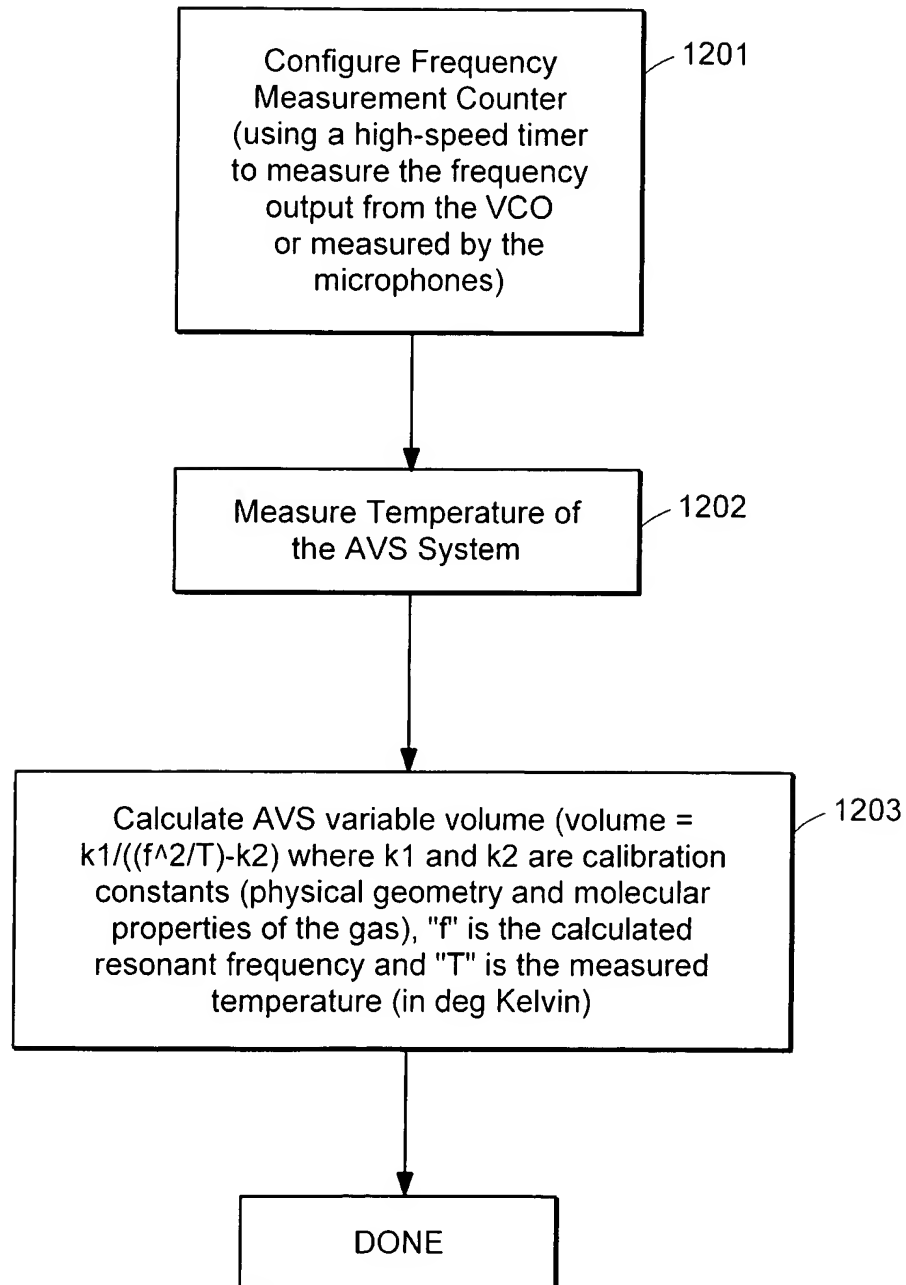 Configure Frequency
Measurement Counter
(using a high-speed timer
to measure the frequency
output from the VCO
or measured by the
microphones)
1201
Measure Temperature of
the AVS System
1202
Calculate AVS variable volume (volume =
k1/((f^2/T)-k2) where k1 and k2 are calibration
constants (physical geometry and molecular
properties of the gas), "f" is the calculated
resonant frequency and "T" is the measured
temperature (in deg Kelvin)
1203
DONE